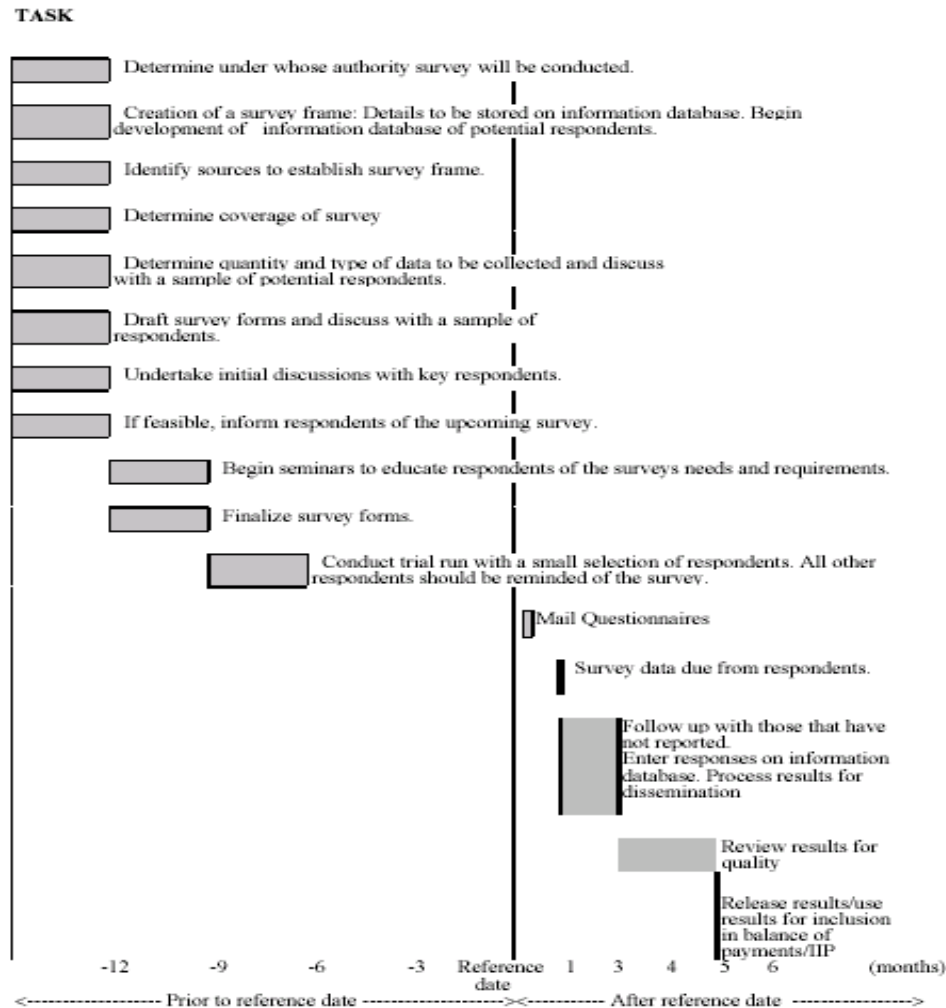 TASK
Determine under whose authority survey will be conducted.
Creation of a survey frame: Details to be stored on information database. Begin
development of information database of potential respondents.
Identify sources to establish survey frame.
Determine coverage of survey
Determine quantity and type of data to be collected and discuss
with a sample of potential respondents.
Draft survey forms and discuss with a sample of
respondents.
Undertake initial discussions with key respondents.
If feasible, inform respondents of the upcoming survey.
Begin seminars to educate respondents of the surveys needs and requirements.
Finalize survey forms.
Conduct trial run with a small selection of respondents. All other
respondents should be reminded of the survey.
Mail Questionnaires
Survey data due from respondents.
Follow up with those that have
not reported.
Enter responses on information
database. Process results for
dissemination
Review results for
quality
Release results/use
results for inclusion
in balance of
payments/IIP
-12 -9 -6 -3 Reference 1 3 4 5 6 (months)
date
<-------------------- Prior to reference date --------------------><------------ After reference date ---------------->